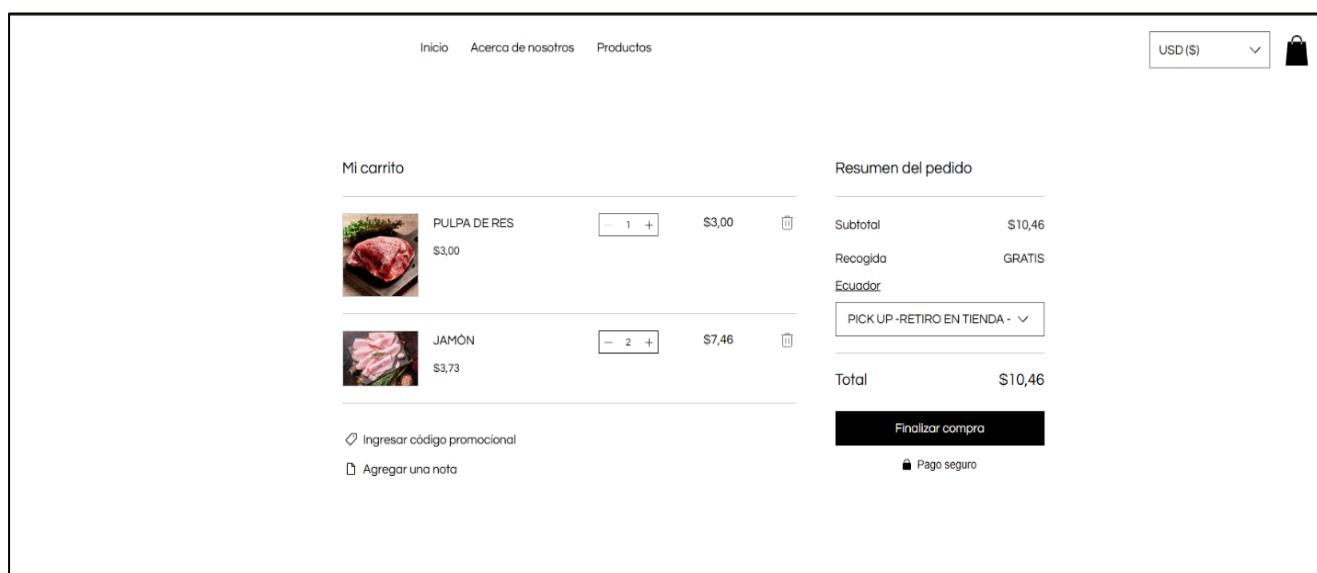 Inicio Acerca de nosotros Productos USD ($)
Mi carrito
PULPA DE RES 1 $3,00
$3,00
JAMÓN 2 $7,46
$3,73
Ingresar código promocional
Agregar una nota
Resumen del pedido
Subtotal $10,46
Recogida GRATIS
Ecuador
PICK UP -RETIRO EN TIENDA -
Total $10,46
Finalizar compra
Pago seguro